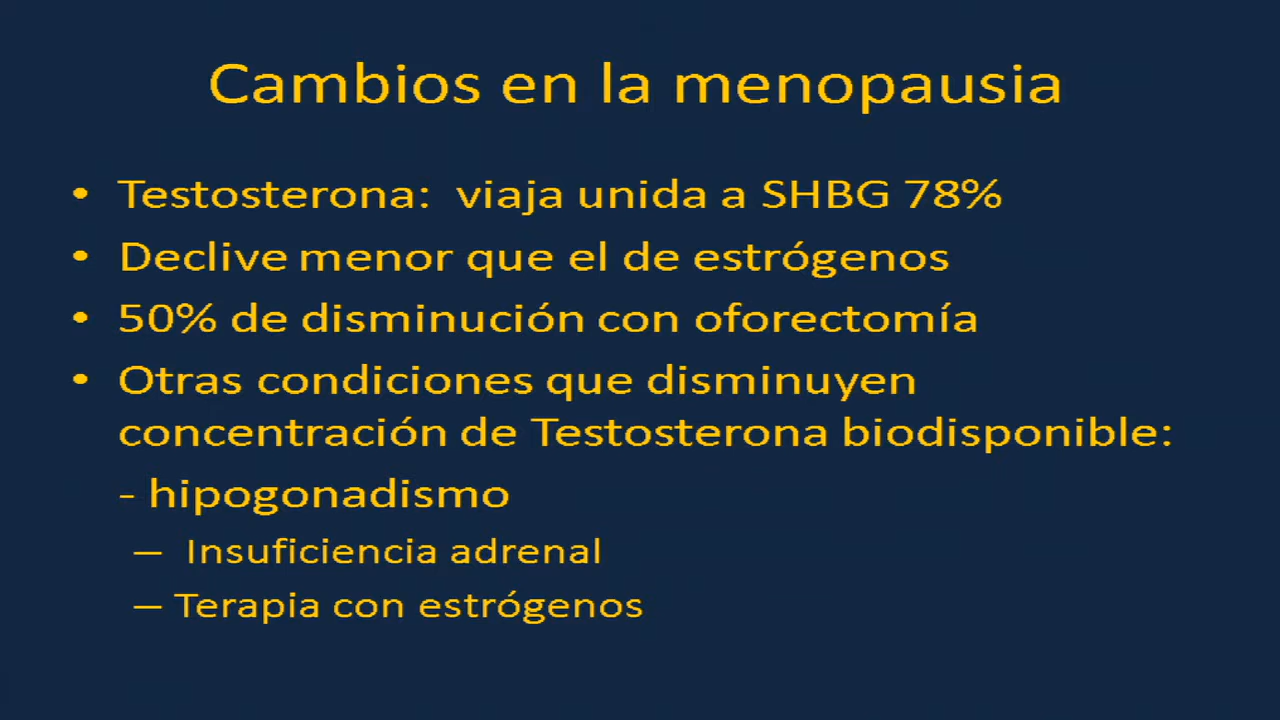 Cambios en la menopausia
• Testosterona: viaja unida a SHBG 78%
• Declive menor que el de estrógenos
• 50% de disminución con oforectomía
• Otras condiciones que disminuyen
concentración de Testosterona biodisponible:
- hipogonadismo
– Insuficiencia adrenal
– Terapia con estrógenos